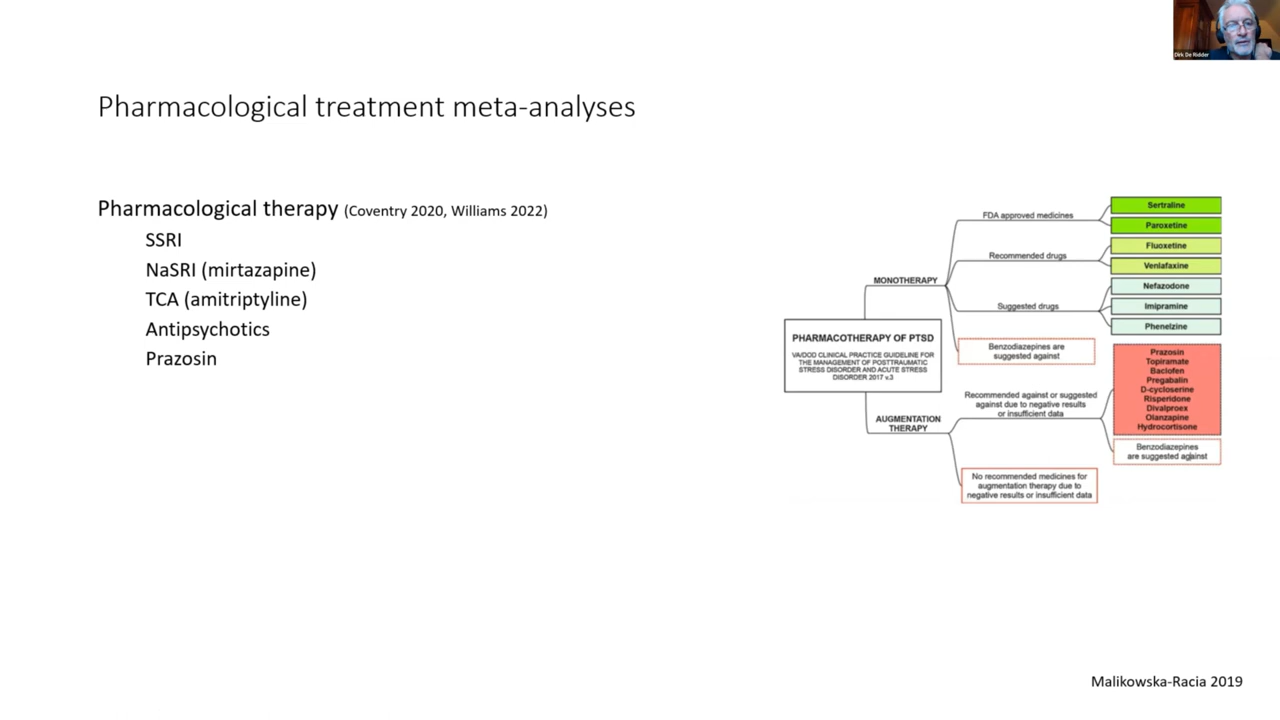 Dirk De Ridder
Pharmacological treatment meta-analyses
Pharmacological therapy (Coventry 2020, Williams 2022)
SSRI
NaSRI (mirtazapine)
TCA (amitriptyline)
Antipsychotics
Prazosin
PHARMACOTHERAPY OF PTSD
VA/DOD CLINICAL PRACTICE GUIDELINE FOR
THE MANAGEMENT OF POSTTRAUMATIC
STRESS DISORDER AND ACUTE STRESS
DISORDER 2017 v.3
MONOTHERAPY
FDA approved medicines
Sertraline
Paroxetine
Recommended drugs
Fluoxetine
Venlafaxine
Suggested drugs
Nefazodone
Imipramine
Phenelzine
Benzodiazepines are
suggested against
AUGMENTATION
THERAPY
Recommended against or suggested
against due to negative results
or insufficient data
Prazosin
Topiramate
Baclofen
Pregabalin
D-cycloserine
Risperidone
Divalproex
Olanzapine
Hydrocortisone
Benzodiazepines
are suggested against
No recommended medicines for
augmentation therapy due to
negative results or insufficient data
Malikowska-Racia 2019